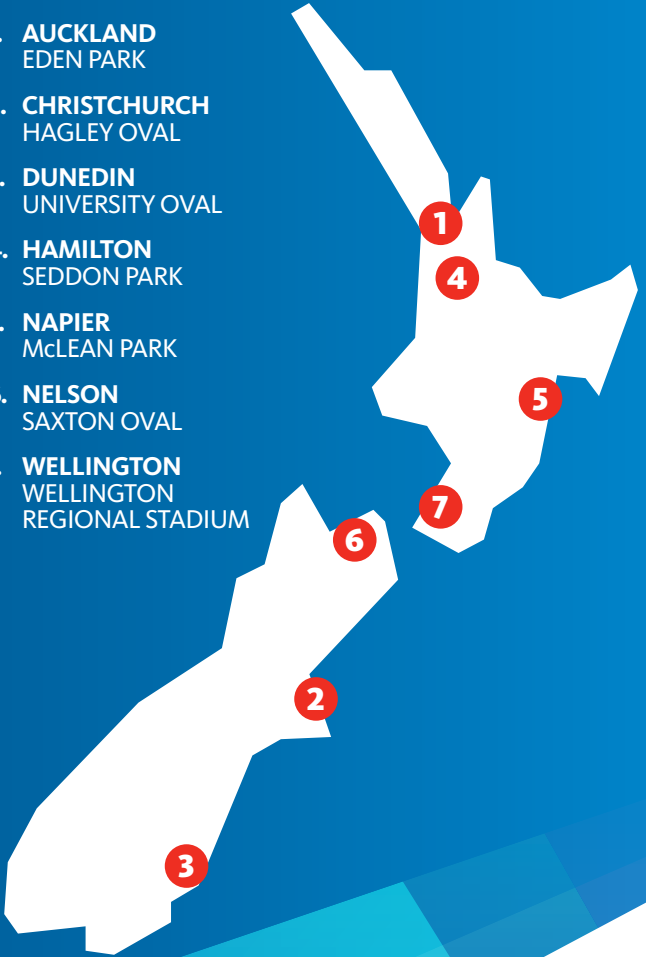 . AUCKLAND
EDEN PARK
. CHRISTCHURCH
HAGLEY OVAL
. DUNEDIN
UNIVERSITY OVAL
. HAMILTON
SEDDON PARK
. NAPIER
McLEAN PARK
. NELSON
SAXTON OVAL
. WELLINGTON
WELLINGTON
REGIONAL STADIUM
1
4
5
7
6
2
3